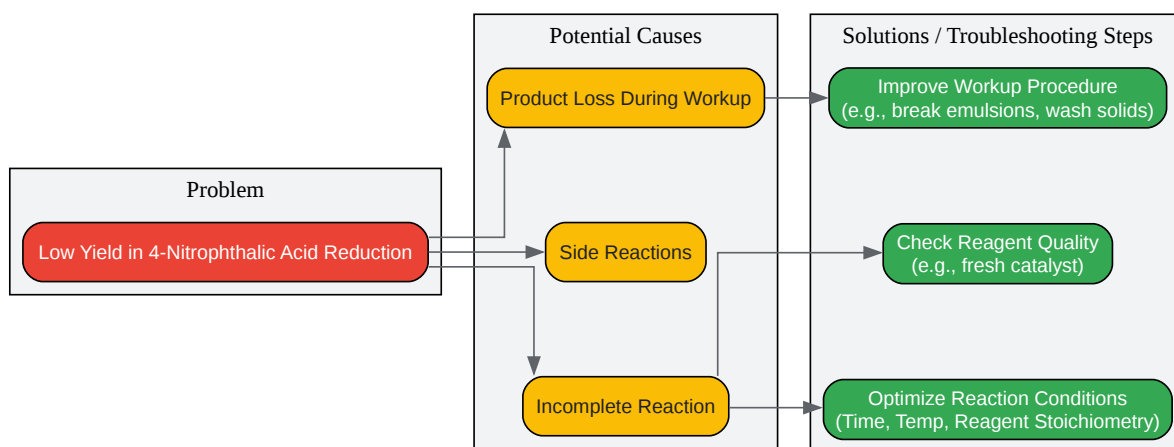 Problem
Low Yield in 4-Nitrophthalic Acid Reduction
Potential Causes
Product Loss During Workup
Side Reactions
Incomplete Reaction
Solutions / Troubleshooting Steps
Improve Workup Procedure
(e.g., break emulsions, wash solids)
Check Reagent Quality
(e.g., fresh catalyst)
Optimize Reaction Conditions
(Time, Temp, Reagent Stoichiometry)